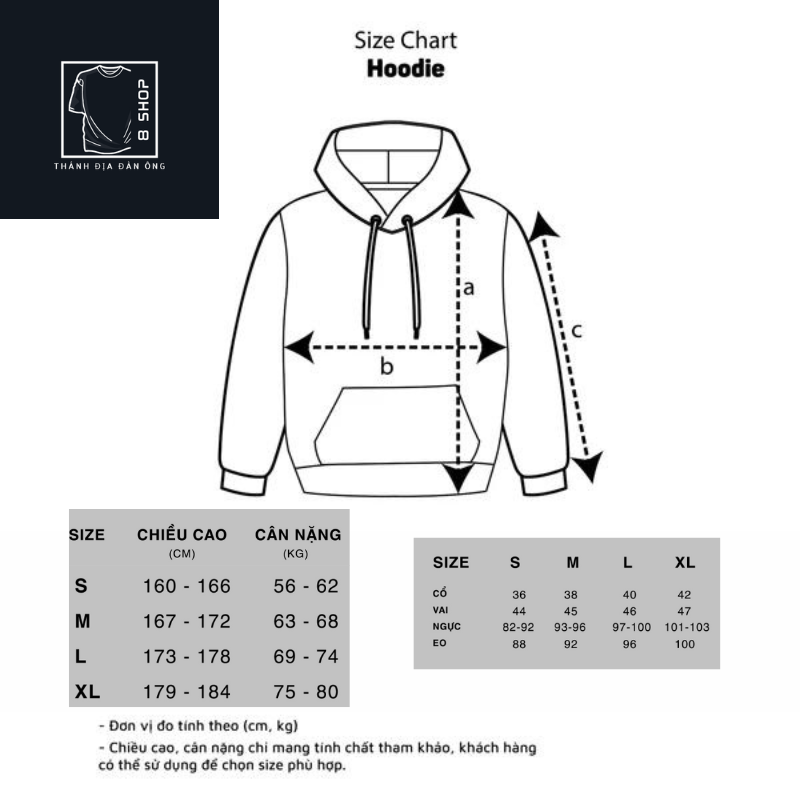 Size Chart
Hoodie
8 SHOP
THÁNH ĐỊA ĐÀN ÔNG
a
b
c
SIZE CHIỀU CAO CÂN NẶNG
(CM) (KG)
S 160 - 166 56 - 62
M 167 - 172 63 - 68
L 173 - 178 69 - 74
XL 179 - 184 75 - 80
SIZE S M L XL
CỔ 36 38 40 42
VAI 44 45 46 47
NGỰC 82-92 93-96 97-100 101-103
EO 88 92 96 100
- Đơn vị đo tính theo (cm, kg)
- Chiều cao, cân nặng chỉ mang tính chất tham khảo, khách hàng
có thể sử dụng để chọn size phù hợp.